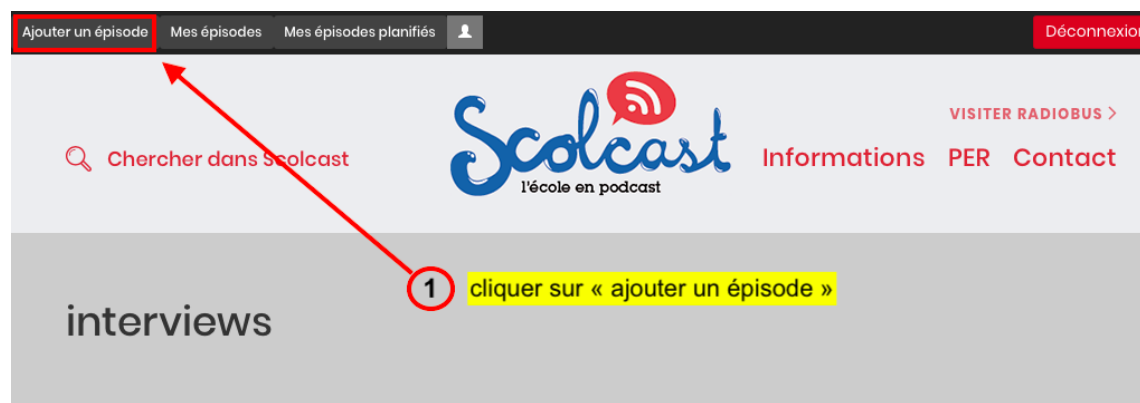 Ajouter un épisode Mes épisodes Mes épisodes planifiés Déconnexion
VISITER RADIOBUS >
Chercher dans Scolcast Scolcast Informations PER Contact
l'école en podcast
1 cliquer sur « ajouter un épisode »
interviews